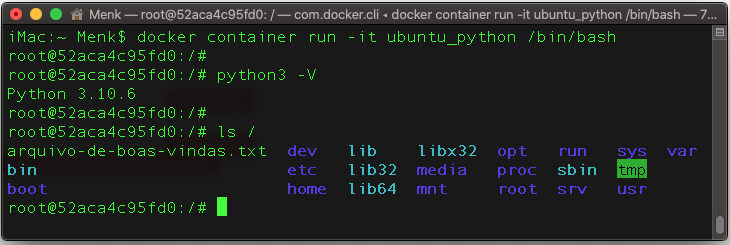 Menk — root@52aca4c95fd0: / — com.docker.cli ◂ docker container run -it ubuntu_python /bin/bash — 7...
iMac:~ Menk$ docker container run -it ubuntu_python /bin/bash
root@52aca4c95fd0:/#
root@52aca4c95fd0:/# python3 -V
Python 3.10.6
root@52aca4c95fd0:/#
root@52aca4c95fd0:/# ls /
arquivo-de-boas-vindas.txt dev lib libx32 opt run sys var
bin etc lib32 media proc sbin tmp
boot home lib64 mnt root srv usr
root@52aca4c95fd0:/#